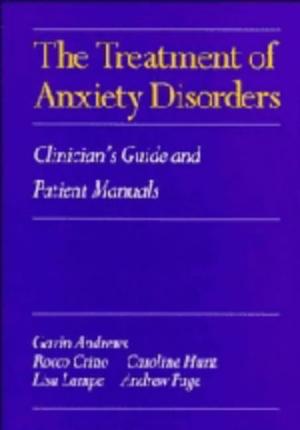 The Treatment of
Anxiety Disorders
Clinician's Guide and
Patient Manuals
Gavin Andrews
Rocco Crino Caroline Hunt
Lisa Lampe Andrew Page